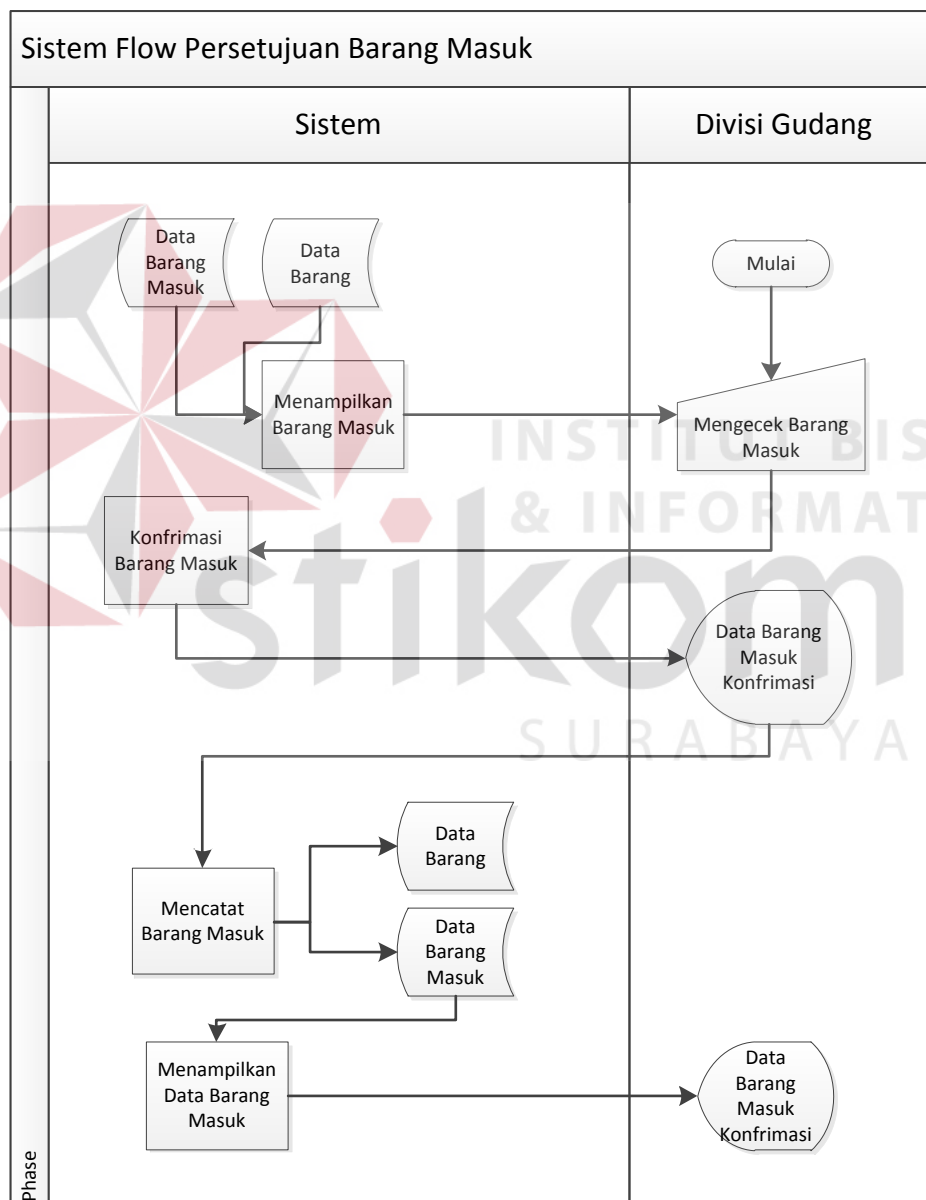 Sistem Flow Persetujuan Barang Masuk
Sistem
Divisi Gudang
Data
Barang
Masuk
Data
Barang
Mulai
Menampilkan
Barang Masuk
Mengecek Barang
Masuk
INSTITUT BIS
& INFORMAT
stikom
SURABAYA
Konfrimasi
Barang Masuk
Data Barang
Masuk
Konfrimasi
Data
Barang
Mencatat
Barang Masuk
Data
Barang
Masuk
Menampilkan
Data Barang
Masuk
Data
Barang
Masuk
Konfrimasi
Phase